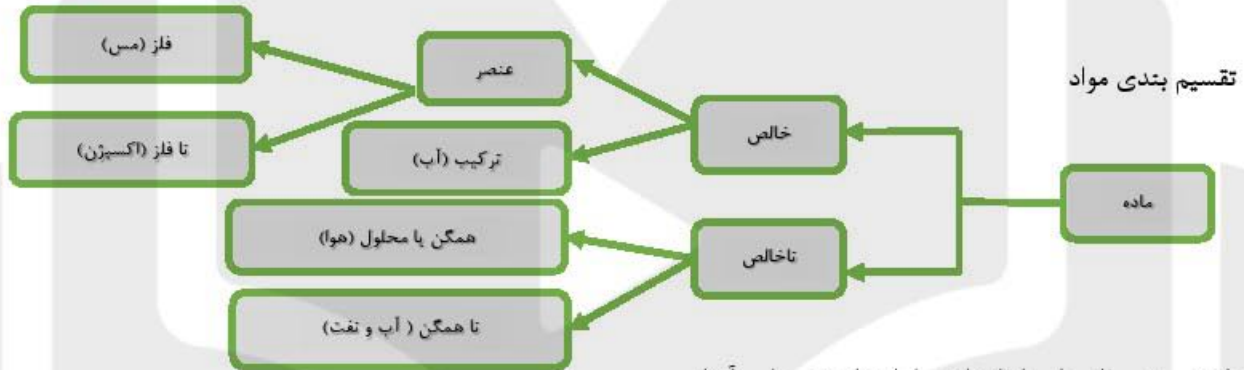 تقسیم بندی مواد
ماده
خالص
ناخالص
عنصر
ترکیب (آب)
همگن یا محلول (هوا)
نا همگن ( آب و نفت)
فلز (مس)
نا فلز (اکسیژن)